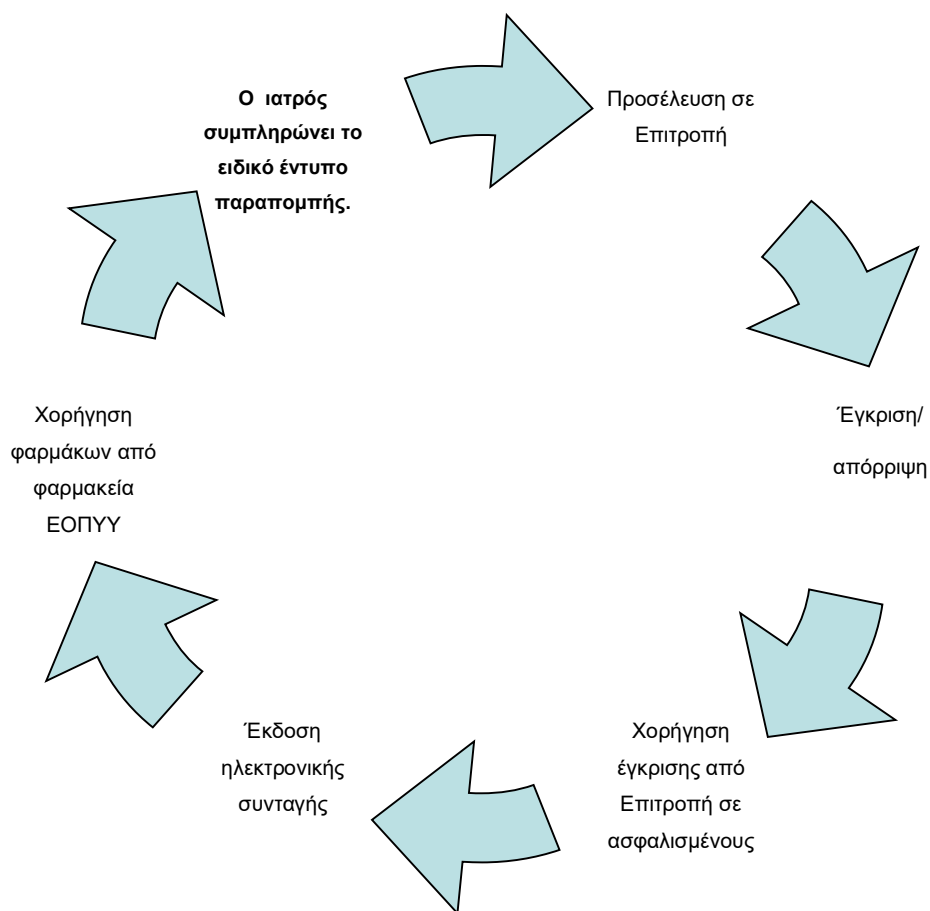 Ο ιατρός
συμπληρώνει το
ειδικό έντυπο
παραπομπής.
Προσέλευση σε
Επιτροπή
Έγκριση/
απόρριψη
Χορήγηση
έγκρισης από
Επιτροπή σε
ασφαλισμένους
Έκδοση
ηλεκτρονικής
συνταγής
Χορήγηση
φαρμάκων από
φαρμακεία
ΕΟΠΥΥ